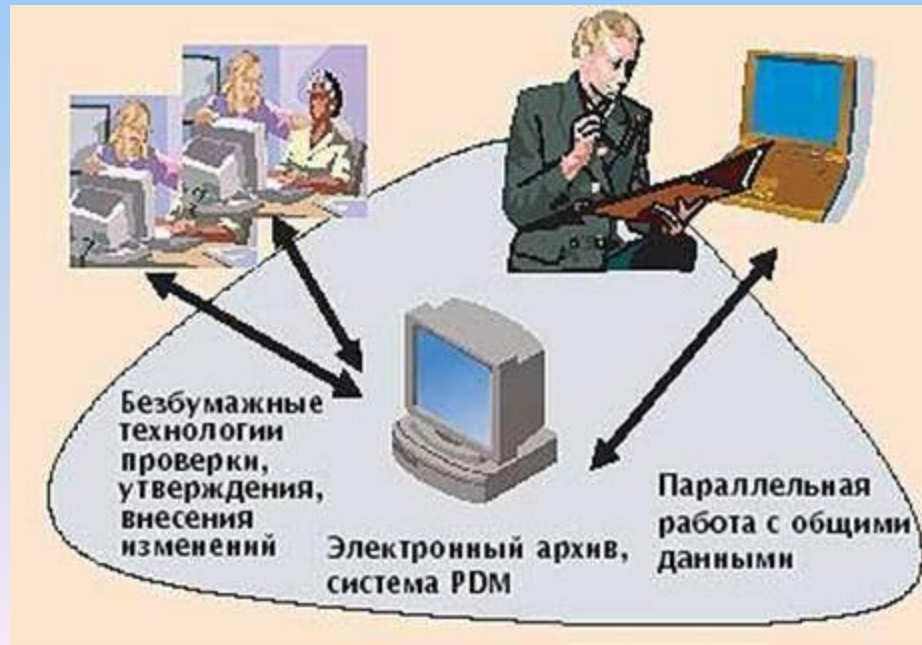 Безбумажные
технологии
проверки,
утверждения,
внесения
изменений
Электронный архив,
система PDM
Параллельная
работа с общими
данными